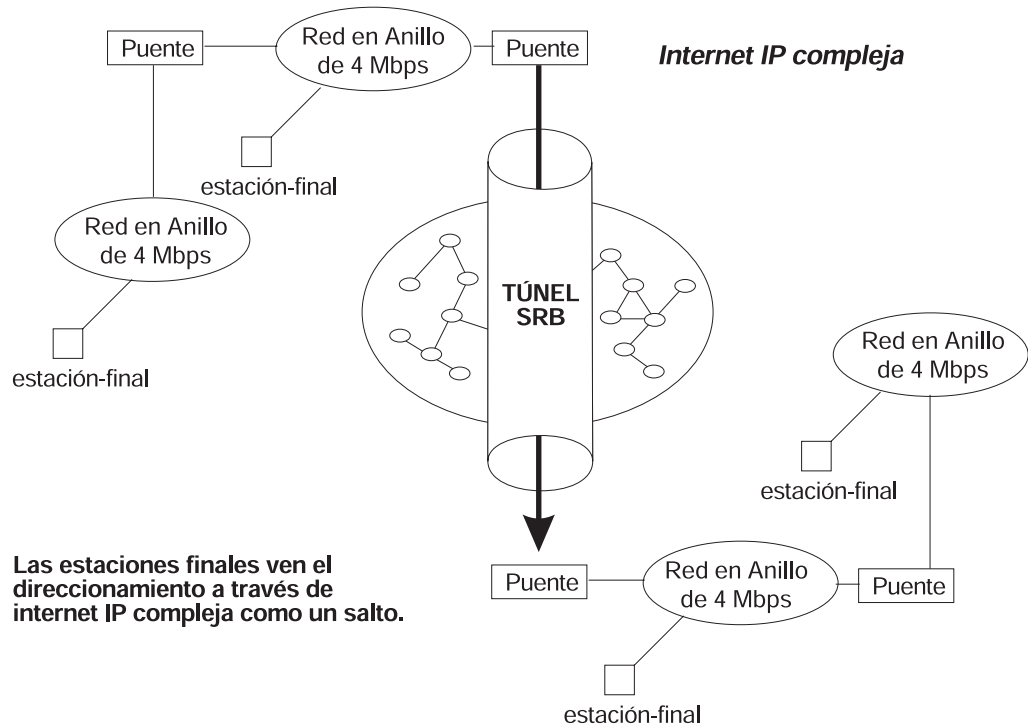 Puente
Red en Anillo
de 4 Mbps
Puente
Internet IP compleja
estación-final
Red en Anillo
de 4 Mbps
estación-final
TÚNEL
SRB
Red en Anillo
de 4 Mbps
estación-final
Las estaciones finales ven el
direccionamiento a través de
internet IP compleja como un salto.
Puente
Red en Anillo
de 4 Mbps
Puente
estación-final